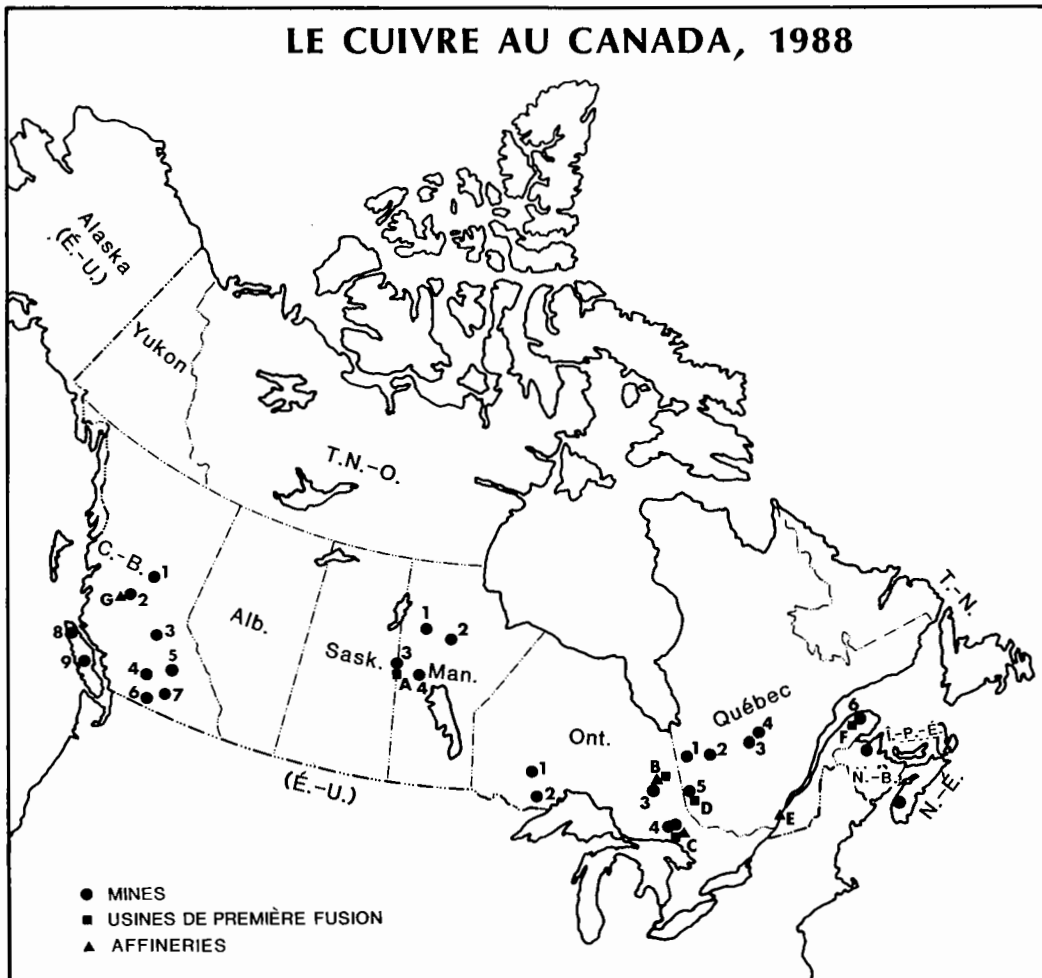 LE CUIVRE AU CANADA, 1988
Alaska
(É.-U.)
Yukon
T.N.-O.
C.-B.
1
G
2
8
3
9
4
5
6
7
Alb.
Sask.
1
2
3
Man.
A
4
(É.-U.)
Ont.
1
2
B
3
4
C
Québec
1
2
3
4
5
D
E
6
F
T.-N.
Î.-P.-É.
N.-B.
N.-É.
MINES
USINES DE PREMIÈRE FUSION
AFFINERIES